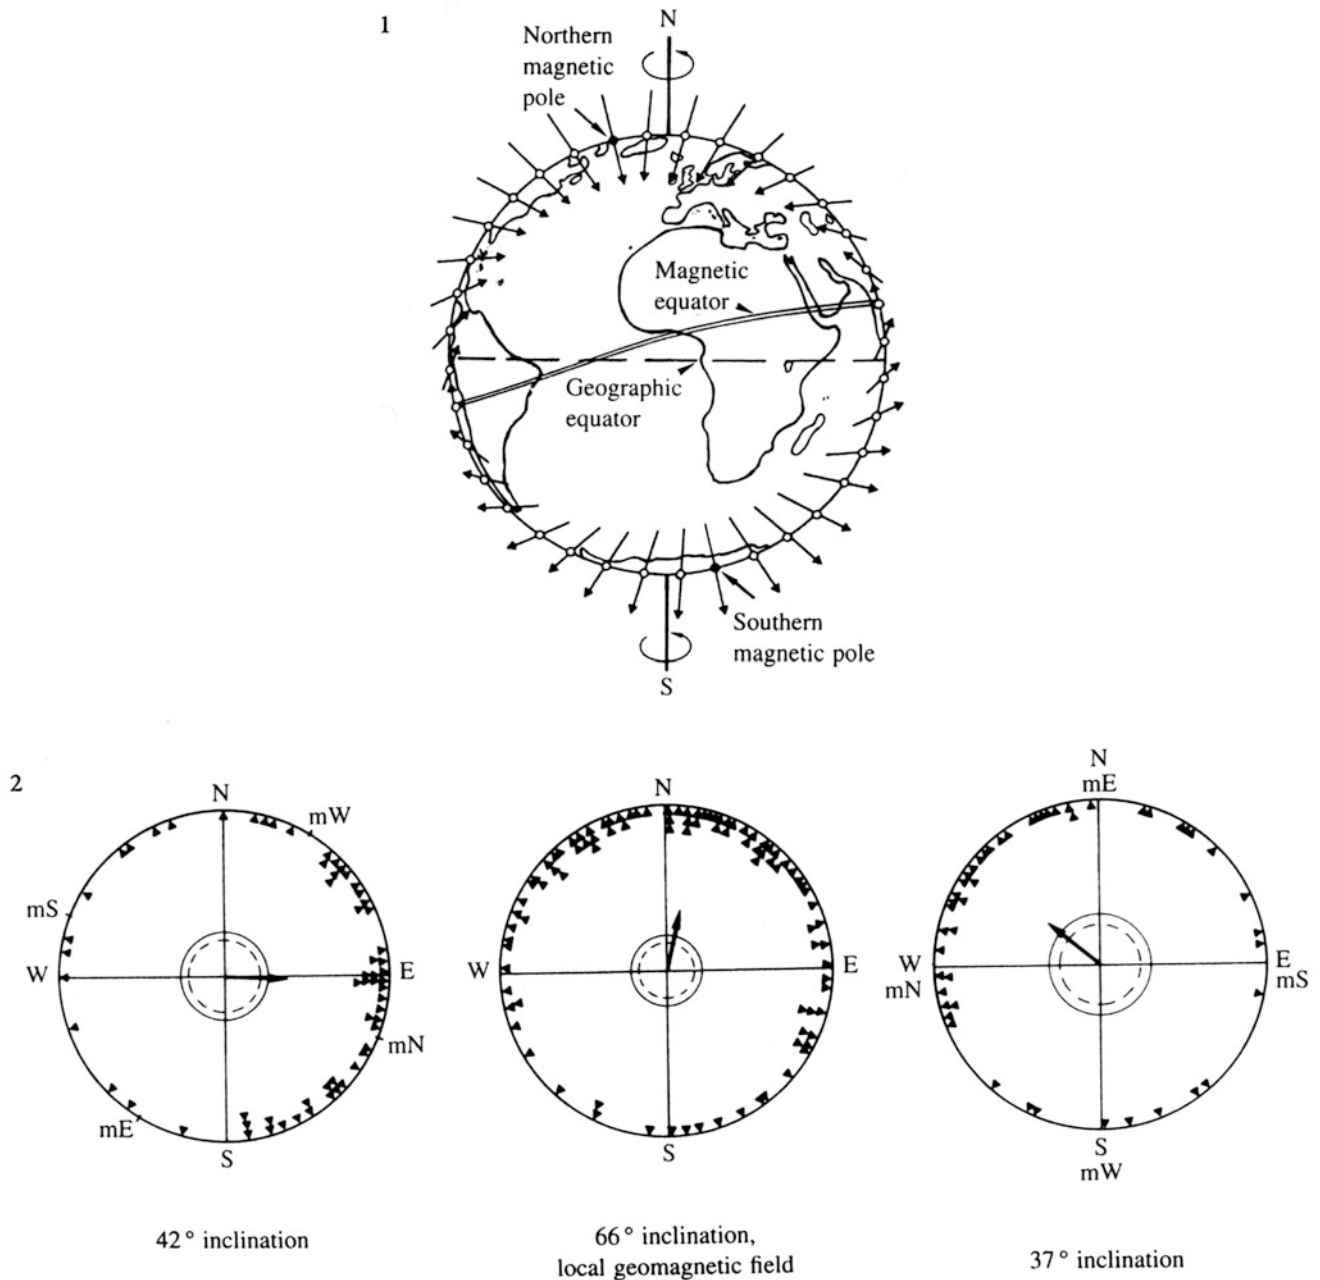 1
N
Northern
magnetic
pole
Magnetic
equator
Geographic
equator
Southern
magnetic pole
S
2
N
mW
mS
W
E
mN
mE
S
42° inclination
N
W
E
S
66° inclination,
local geomagnetic field
N
mE
W
mN
E
mS
S
mW
37° inclination